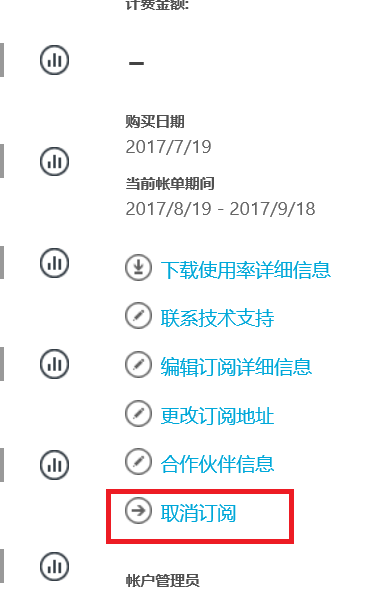 计费金额:
–
购买日期
2017/7/19
当前帐单期间
2017/8/19 - 2017/9/18
下载使用率详细信息
联系技术支持
编辑订阅详细信息
更改订阅地址
合作伙伴信息
取消订阅
帐户管理员